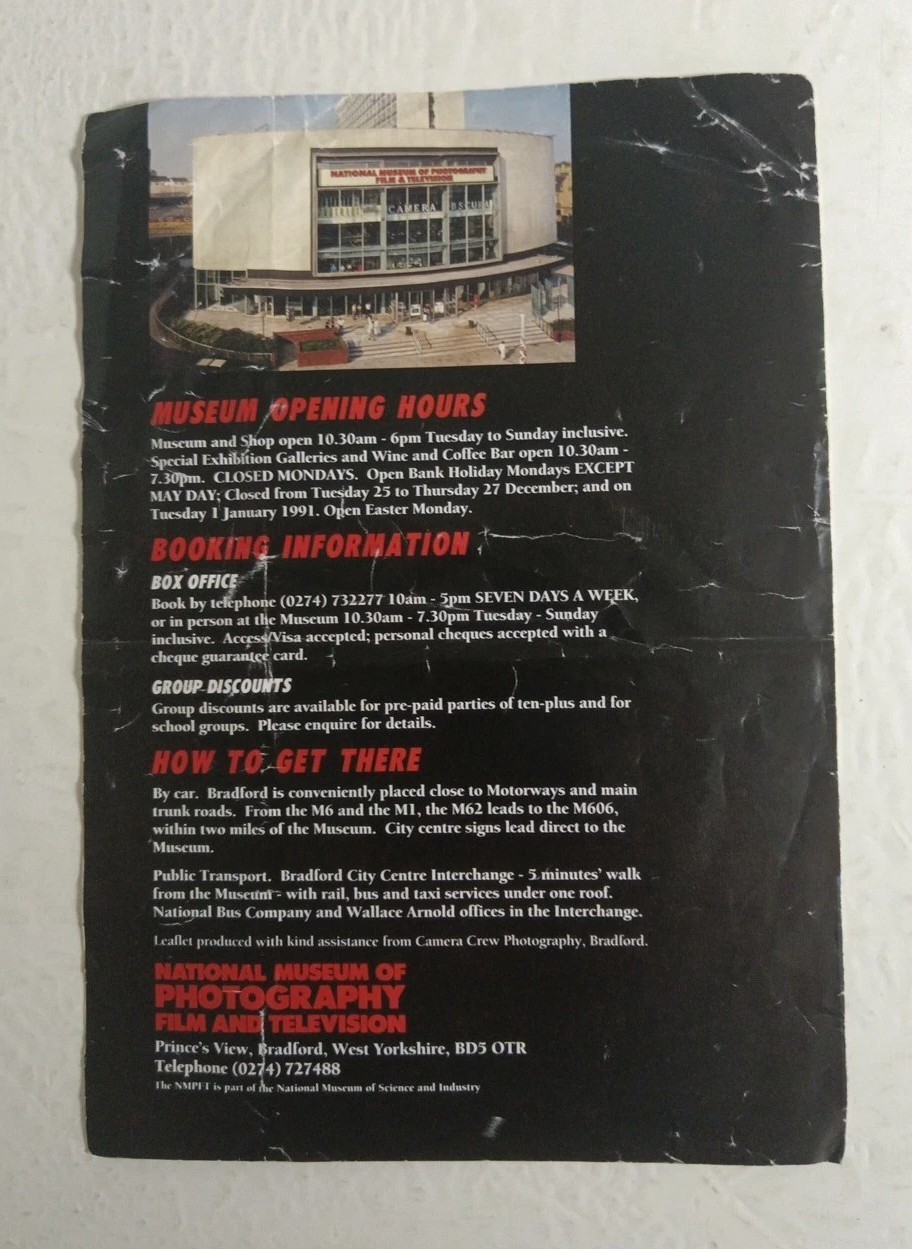 NATIONAL MUSEUM OF PHOTOGRAPHY
FILM & TELEVISION
CAMERA OBSCURA
MUSEUM OPENING HOURS
Museum and Shop open 10.30am - 6pm Tuesday to Sunday inclusive.
Special Exhibition Galleries and Wine and Coffee Bar open 10.30am -
7.30pm. CLOSED MONDAYS. Open Bank Holiday Mondays EXCEPT
MAY DAY; Closed from Tuesday 25 to Thursday 27 December; and on
Tuesday 1 January 1991. Open Easter Monday.
BOOKING INFORMATION
BOX OFFICE
Book by telephone (0274) 732277 10am - 5pm SEVEN DAYS A WEEK,
or in person at the Museum 10.30am - 7.30pm Tuesday - Sunday
inclusive. Access/Visa accepted; personal cheques accepted with a
cheque guarantee card.
GROUP DISCOUNTS
Group discounts are available for pre-paid parties of ten-plus and for
school groups. Please enquire for details.
HOW TO GET THERE
By car. Bradford is conveniently placed close to Motorways and main
trunk roads. From the M6 and the M1, the M62 leads to the M606,
within two miles of the Museum. City centre signs lead direct to the
Museum.
Public Transport. Bradford City Centre Interchange - 5 minutes' walk
from the Museum - with rail, bus and taxi services under one roof.
National Bus Company and Wallace Arnold offices in the Interchange.
Leaflet produced with kind assistance from Camera Crew Photography, Bradford.
NATIONAL MUSEUM OF
PHOTOGRAPHY
FILM AND TELEVISION
Prince's View, Bradford, West Yorkshire, BD5 OTR
Telephone (0274) 727488
The NMPFT is part of the National Museum of Science and Industry